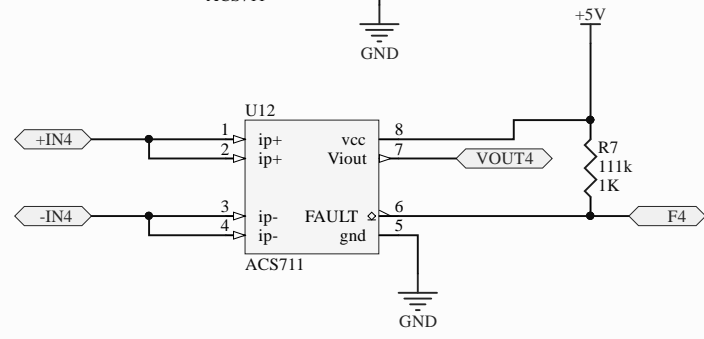 GND
+5V
U12
+IN4
1
ip+
vcc
8
2
ip+
Viout
7
VOUT4
R7
111k
1K
-IN4
3
ip-
FAULT
6
F4
4
ip-
gnd
5
ACS711
GND